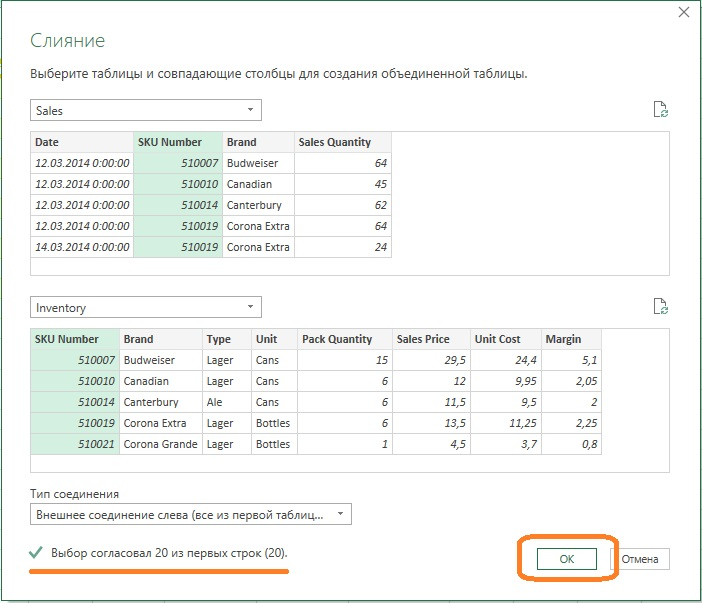 Слияние
Выберите таблицы и совпадающие столбцы для создания объединенной таблицы.
Sales
Date SKU Number Brand Sales Quantity
12.03.2014 0:00:00 510007 Budweiser 64
12.03.2014 0:00:00 510010 Canadian 45
12.03.2014 0:00:00 510014 Canterbury 62
12.03.2014 0:00:00 510019 Corona Extra 64
14.03.2014 0:00:00 510019 Corona Extra 24
Inventory
SKU Number Brand Type Unit Pack Quantity Sales Price Unit Cost Margin
510007 Budweiser Lager Cans 15 29,5 24,4 5,1
510010 Canadian Lager Cans 6 12 9,95 2,05
510014 Canterbury Ale Cans 6 11,5 9,5 2
510019 Corona Extra Lager Bottles 6 13,5 11,25 2,25
510021 Corona Grande Lager Bottles 1 4,5 3,7 0,8
Тип соединения
Внешнее соединение слева (все из первой таблиц...
Выбор согласовал 20 из первых строк (20).
ОК Отмена